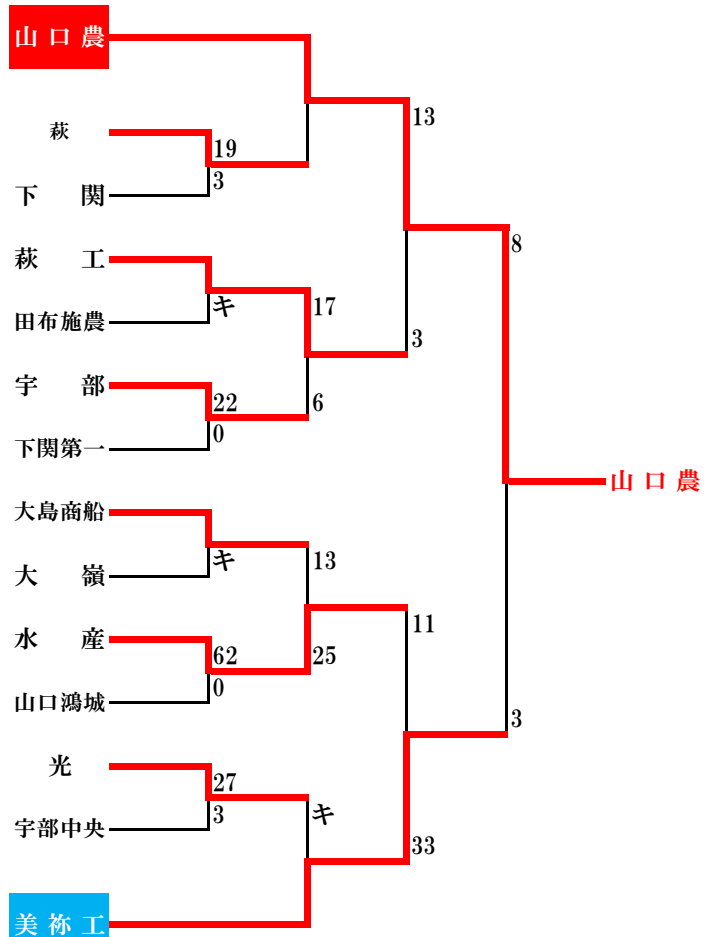 山口農
13
萩
19
3
下関
8
萩工
キ
17
田布施農
3
宇部
22
6
0
下関第一
山口農
大島商船
キ
13
大嶺
11
水産
62
25
0
山口鴻城
3
光
27
キ
3
宇部中央
33
美祢工